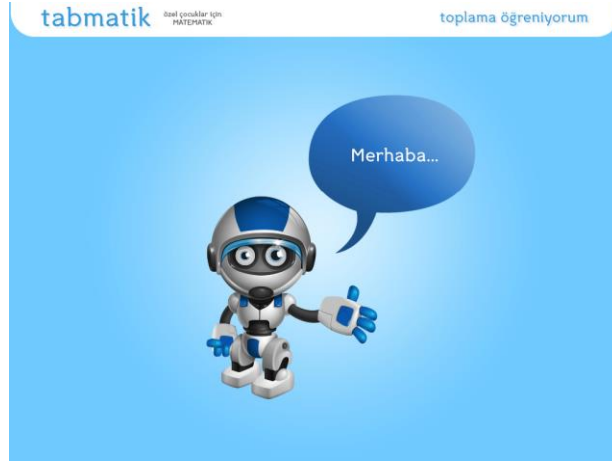 tabmatik
özel çocuklar için
MATEMATİK
toplama öğreniyorum
Merhaba...